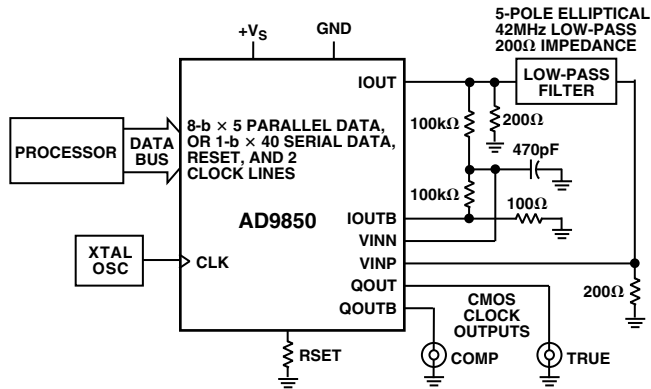 5-POLE ELLIPTICAL
42MHz LOW-PASS
200Ω IMPEDANCE
+VS
GND
IOUT
LOW-PASS
FILTER
100kΩ
200Ω
8-b × 5 PARALLEL DATA,
OR 1-b × 40 SERIAL DATA,
RESET, AND 2
CLOCK LINES
PROCESSOR
DATA
BUS
470pF
100kΩ
100Ω
AD9850
IOUTB
VINN
XTAL
OSC
CLK
VINP
QOUT
QOUTB
CMOS
CLOCK
OUTPUTS
200Ω
RSET
COMP
TRUE